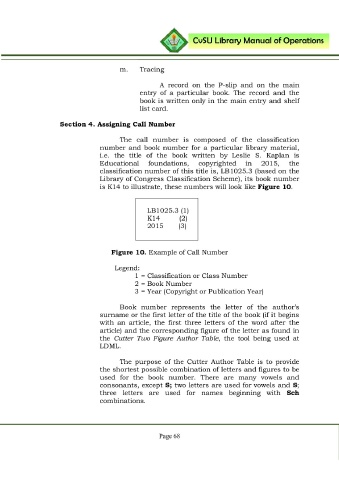 CvSU Library Manual of Operations
m. Tracing
A record on the P-slip and on the main
entry of a particular book. The record and the
book is written only in the main entry and shelf
list card.
Section 4. Assigning Call Number
The call number is composed of the classification
number and book number for a particular library material,
i.e. the title of the book written by Leslie S. Kaplan is
Educational foundations, copyrighted in 2015, the
classification number of this title is, LB1025.3 (based on the
Library of Congress Classification Scheme), its book number
is K14 to illustrate, these numbers will look like Figure 10.
LB1025.3 (1)
K14 (2)
2015 (3)
Figure 10. Example of Call Number
Legend:
1 = Classification or Class Number
2 = Book Number
3 = Year (Copyright or Publication Year)
Book number represents the letter of the author's
surname or the first letter of the title of the book (if it begins
with an article, the first three letters of the word after the
article) and the corresponding figure of the letter as found in
the Cutter Two Figure Author Table, the tool being used at
LDML.
The purpose of the Cutter Author Table is to provide
the shortest possible combination of letters and figures to be
used for the book number. There are many vowels and
consonants, except S; two letters are used for vowels and S;
three letters are used for names beginning with Sch
combinations.
Page 68